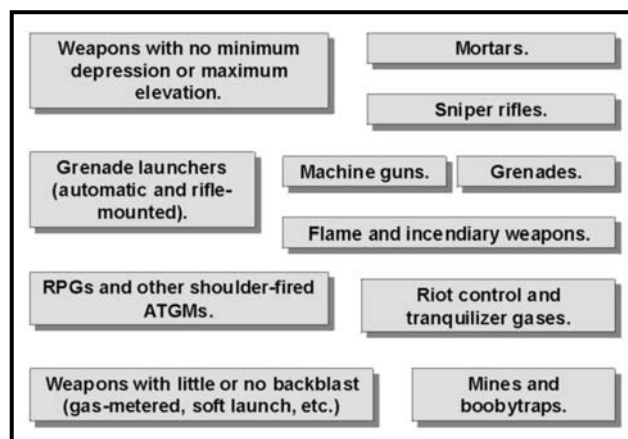 Weapons with no minimum
depression or maximum
elevation.
Mortars.
Sniper rifles.
Grenade launchers
(automatic and rifle-
mounted).
Machine guns.
Grenades.
Flame and incendiary weapons.
RPGs and other shoulder-fired
ATGMs.
Riot control and
tranquilizer gases.
Weapons with little or no backblast
(gas-metered, soft launch, etc.)
Mines and
boobytraps.